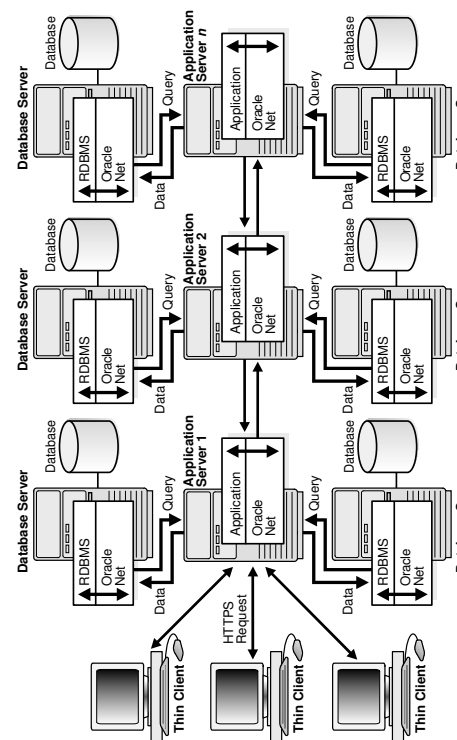 Database Server
Database
RDBMS
Oracle
Net
Data
Query
Database Server
Database
RDBMS
Oracle
Net
Data
Query
Database Server
Database
RDBMS
Oracle
Net
Data
Query
Application
Server 1
Application
Oracle
Net
Application
Server 2
Application
Oracle
Net
Application
Server n
Application
Oracle
Net
Thin Client
Thin Client
Thin Client
HTTPS
Request
Data
Query
RDBMS
Oracle
Net
Database
Data
Query
RDBMS
Oracle
Net
Database
Data
Query
RDBMS
Oracle
Net
Database